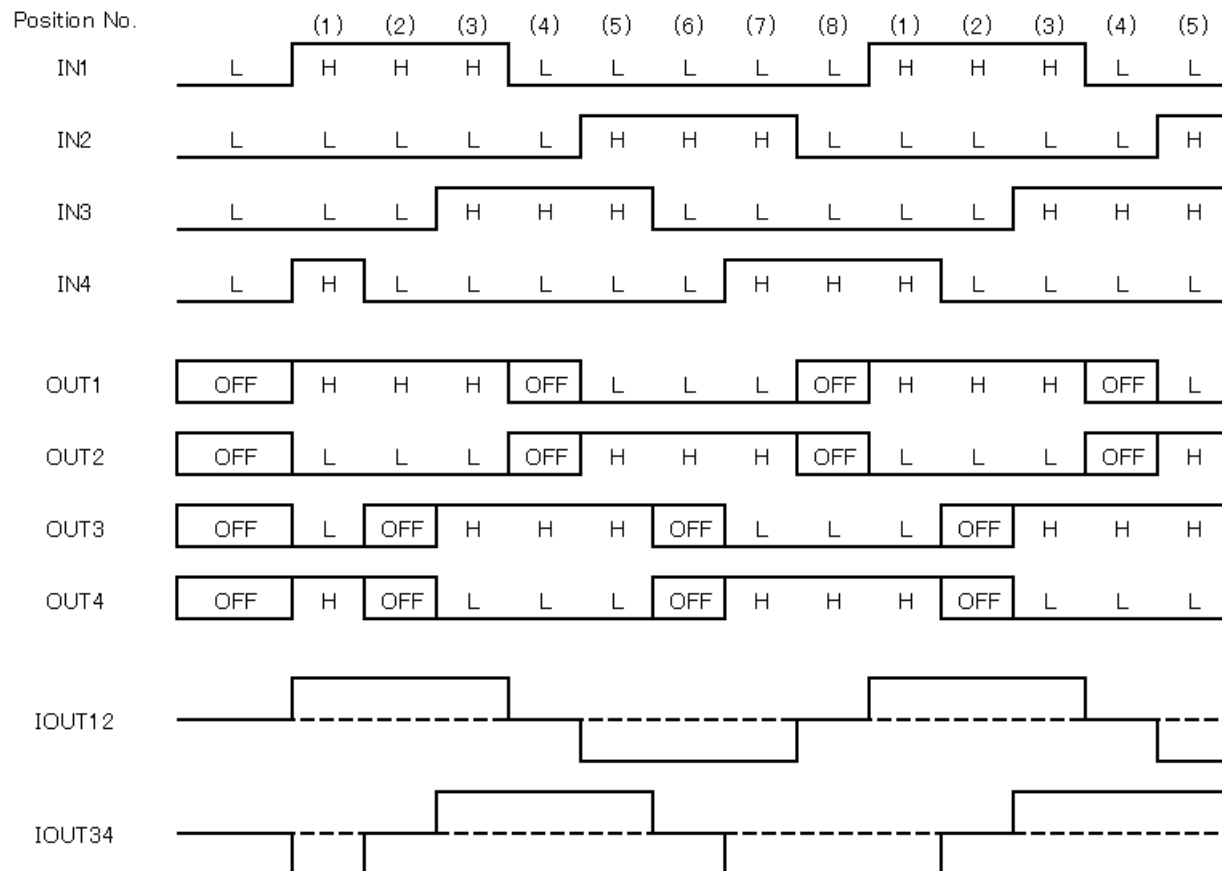 Position No. (1) (2) (3) (4) (5) (6) (7) (8) (1) (2) (3) (4) (5)
IN1 L H H H L L L L L H H H L L
IN2 L L L L L H H H L L L L L H
IN3 L L L H H H L L L L L H H H
IN4 L H L L L L L H H H L L L L
OUT1 OFF H H H OFF L L L OFF H H H OFF L
OUT2 OFF L L L OFF H H H OFF L L L OFF H
OUT3 OFF L OFF H H H OFF L L L OFF H H H
OUT4 OFF H OFF L L L OFF H H H OFF L L L
IOUT12
IOUT34